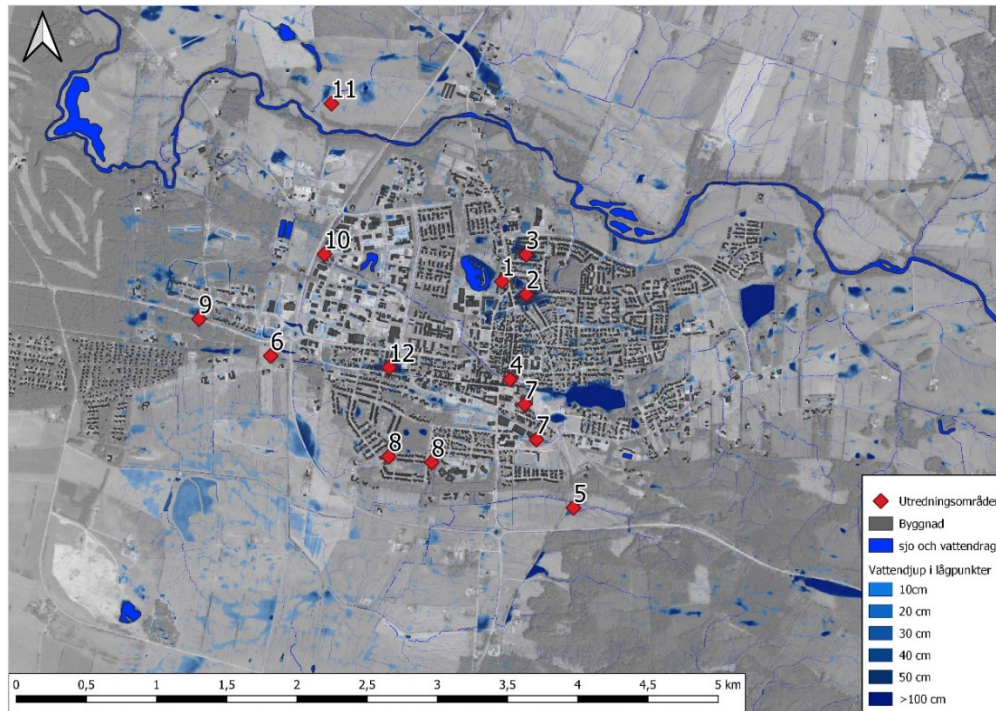 11
3
10
1
2
9
6
12
4
7
7
8
8
5
Utredningsområden
Byggnad
sjo och vattendrag
Vattendjup i lågpunkter
10cm
20 cm
30 cm
40 cm
50 cm
>100 cm
0 0,5 1 1,5 2 2,5 3 3,5 4 4,5 5 km